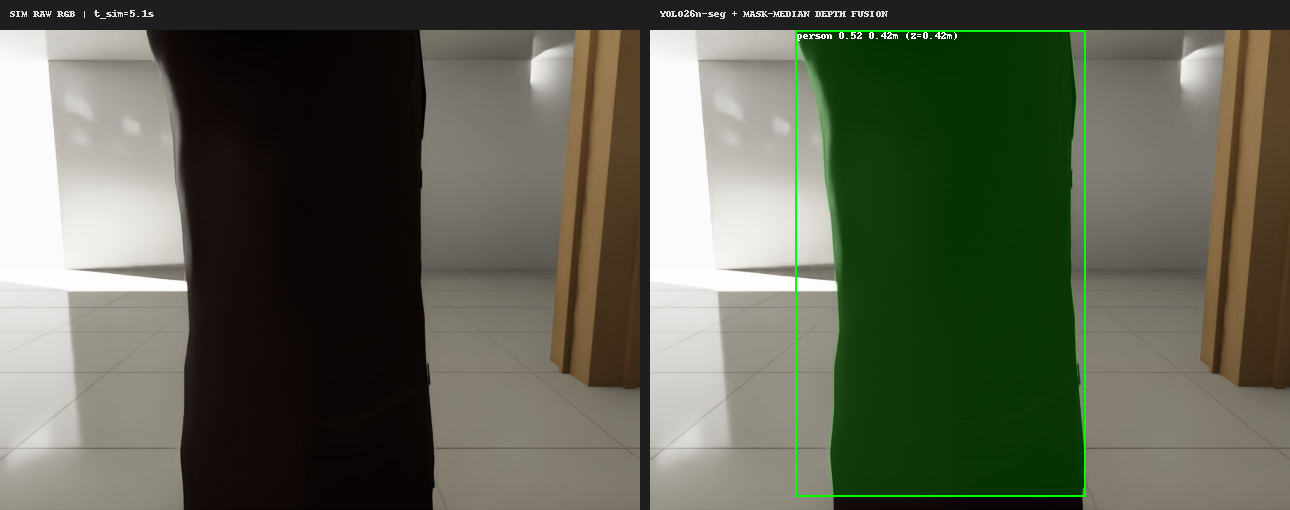 SIM RAW RGB | t_sim=5.1s
YOLO26n-seg + MASK-MEDIAN DEPTH FUSION
person 0.52 0.42m (z=0.42m)